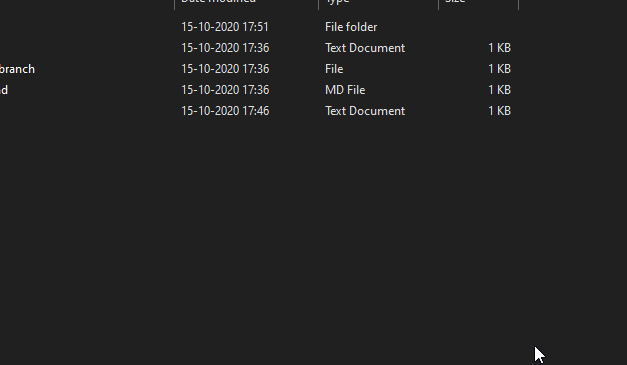 Date modified Type Size
15-10-2020 17:51 File folder
15-10-2020 17:36 Text Document 1 KB
branch 15-10-2020 17:36 File 1 KB
d 15-10-2020 17:36 MD File 1 KB
15-10-2020 17:46 Text Document 1 KB